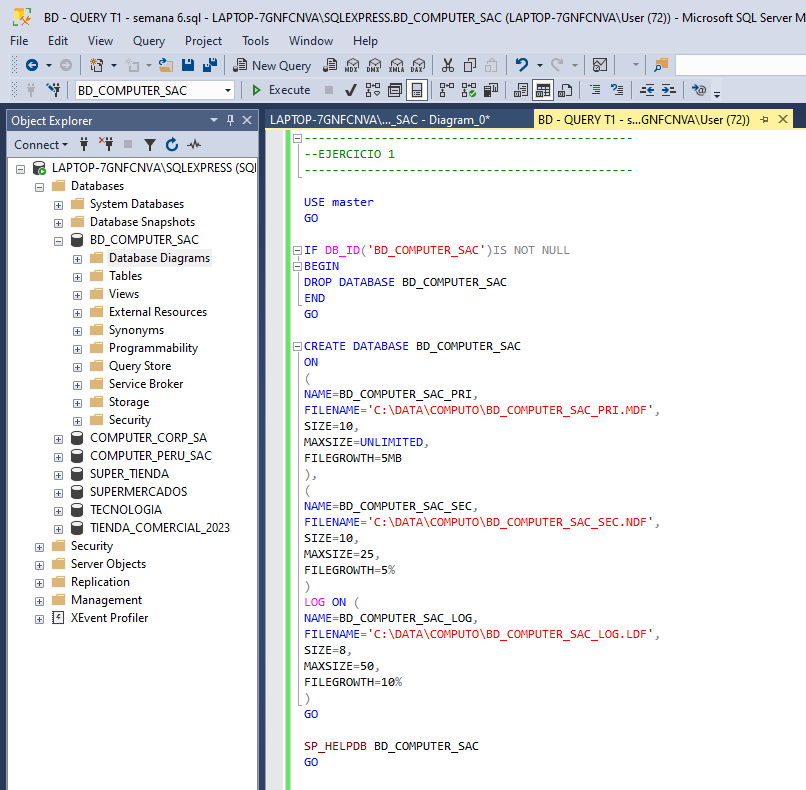 BD - QUERY T1 - semana 6.sql - LAPTOP-7GNFCNVA\SQLEXPRESS.BD_COMPUTER_SAC (LAPTOP-7GNFCNVA\User (72)) - Microsoft SQL Server M
File Edit View Query Project Tools Window Help
New Query MDX DMX XMLA DAX
BD_COMPUTER_SAC Execute
Object Explorer
Connect
LAPTOP-7GNFCNVA\SQLEXPRESS (SQL
Databases
System Databases
Database Snapshots
BD_COMPUTER_SAC
Database Diagrams
Tables
Views
External Resources
Synonyms
Programmability
Query Store
Service Broker
Storage
Security
COMPUTER_CORP_SA
COMPUTER_PERU_SAC
SUPER_TIENDA
SUPERMERCADOS
TECNOLOGIA
TIENDA_COMERCIAL_2023
Security
Server Objects
Replication
Management
XEvent Profiler
LAPTOP-7GNFCNVA\..._SAC - Diagram_0* BD - QUERY T1 - s...GNFCNVA\User (72))
-----------------------------------------------
--EJERCICIO 1
-----------------------------------------------
USE master
GO
IF DB_ID('BD_COMPUTER_SAC')IS NOT NULL
BEGIN
DROP DATABASE BD_COMPUTER_SAC
END
GO
CREATE DATABASE BD_COMPUTER_SAC
ON
(
NAME=BD_COMPUTER_SAC_PRI,
FILENAME='C:\DATA\COMPUTO\BD_COMPUTER_SAC_PRI.MDF',
SIZE=10,
MAXSIZE=UNLIMITED,
FILEGROWTH=5MB
),
(
NAME=BD_COMPUTER_SAC_SEC,
FILENAME='C:\DATA\COMPUTO\BD_COMPUTER_SAC_SEC.NDF',
SIZE=10,
MAXSIZE=25,
FILEGROWTH=5%
)
LOG ON (
NAME=BD_COMPUTER_SAC_LOG,
FILENAME='C:\DATA\COMPUTO\BD_COMPUTER_SAC_LOG.LDF',
SIZE=8,
MAXSIZE=50,
FILEGROWTH=10%
)
GO
SP_HELPDB BD_COMPUTER_SAC
GO